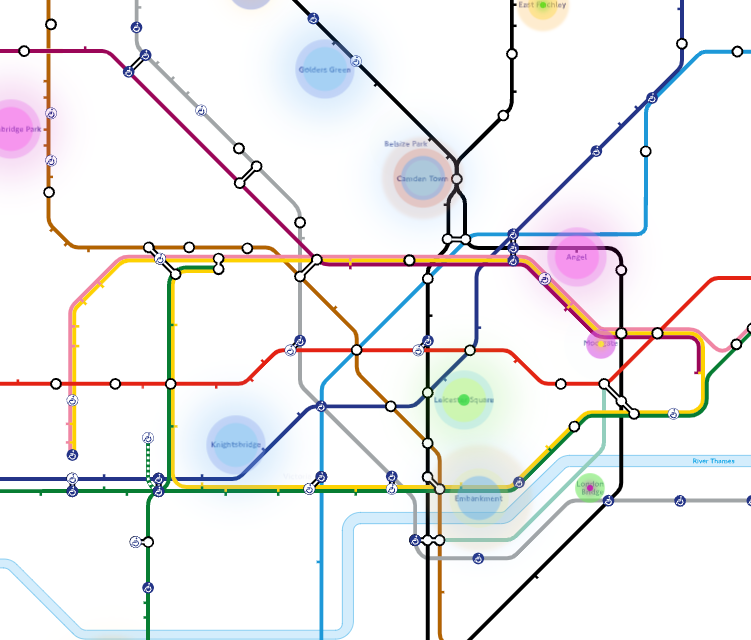 East Finchley
Golders Green
bridge Park
Belsize Park
Camden Town
Angel
Moorgate
Leicester Square
Knightsbridge
River Thames
London
Bridge
Embankment